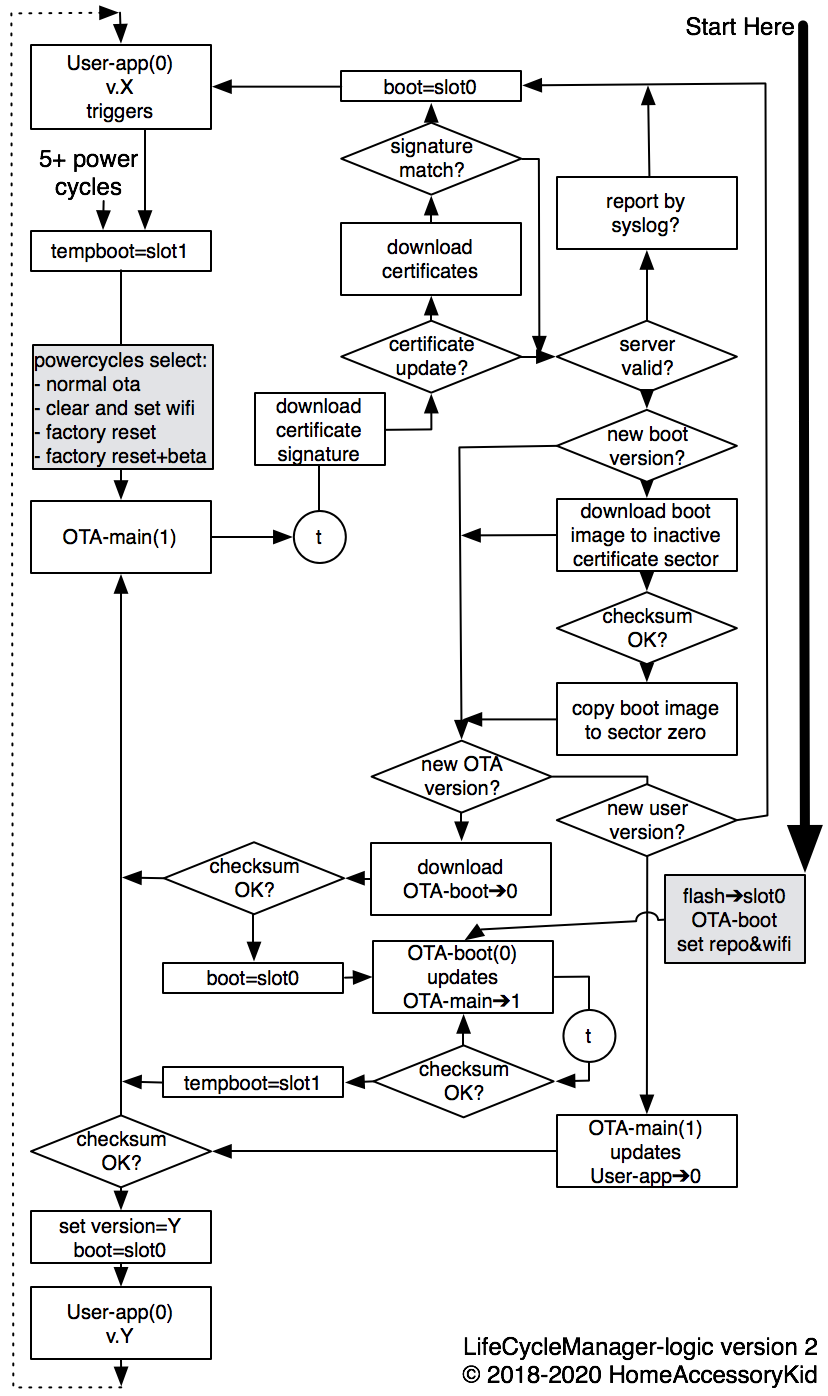 Start Here
User-app(0)
v.X
triggers
boot=slot0
signature
match?
5+ power
cycles
report by
syslog?
tempboot=slot1
download
certificates
powercycles select:
- normal ota
- clear and set wifi
- factory reset
- factory reset+beta
certificate
update?
server
valid?
download
certificate
signature
new boot
version?
OTA-main(1)
t
download boot
image to inactive
certificate sector
checksum
OK?
copy boot image
to sector zero
new OTA
version?
new user
version?
checksum
OK?
download
OTA-boot➔0
flash➔slot0
OTA-boot
set repo&wifi
boot=slot0
OTA-boot(0)
updates
OTA-main➔1
t
tempboot=slot1
checksum
OK?
checksum
OK?
OTA-main(1)
updates
User-app➔0
set version=Y
boot=slot0
User-app(0)
v.Y
LifeCycleManager-logic version 2
© 2018-2020 HomeAccessoryKid